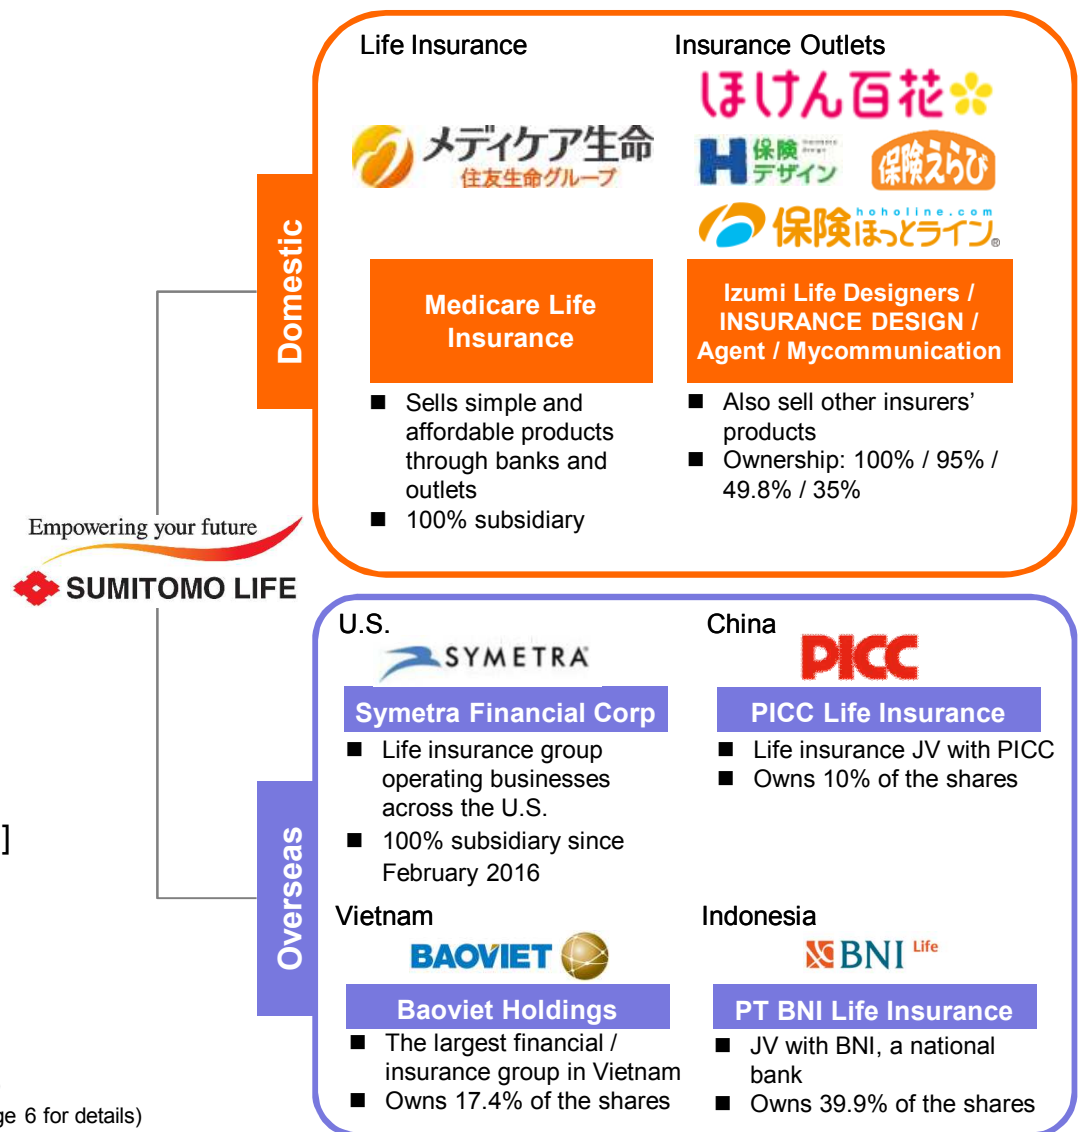 Life Insurance
メディケア生命
住友生命グループ
Medicare Life
Insurance
■ Sells simple and
affordable products
through banks and
outlets
■ 100% subsidiary
Insurance Outlets
ほけん百花
H 保険
デザイン
保険えらび
hoholine.com
保険ほっとライン®
Izumi Life Designers /
INSURANCE DESIGN /
Agent / Mycommunication
■ Also sell other insurers’
products
■ Ownership: 100% / 95% /
49.8% / 35%
Domestic
Empowering your future
SUMITOMO LIFE
Overseas
U.S.
SYMETRA
Symetra Financial Corp
■ Life insurance group
operating businesses
across the U.S.
■ 100% subsidiary since
February 2016
China
PICC
PICC Life Insurance
■ Life insurance JV with PICC
■ Owns 10% of the shares
Vietnam
BAOVIET
Baoviet Holdings
■ The largest financial /
insurance group in Vietnam
■ Owns 17.4% of the shares
Indonesia
BNI Life
PT BNI Life Insurance
■ JV with BNI, a national
bank
■ Owns 39.9% of the shares
]
ge 6 for details)